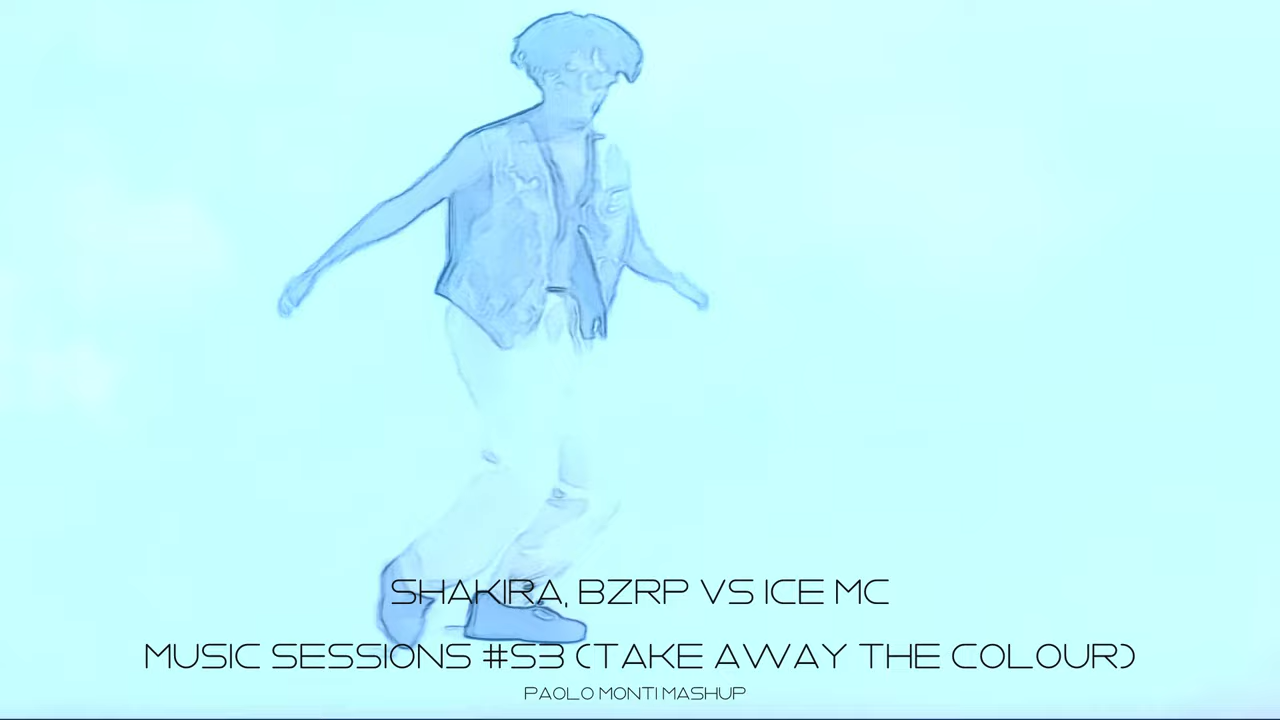 SHAKIRA, BZRP VS ICE MC
MUSIC SESSIONS #53 (TAKE AWAY THE COLOUR)
PAOLO MONTI MASHUP